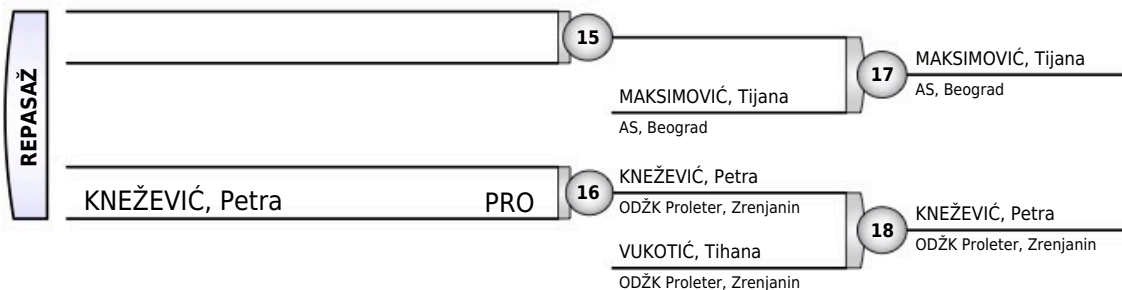 REPASAŽ
15
MAKSIMOVIĆ, Tijana
AS, Beograd
17
MAKSIMOVIĆ, Tijana
AS, Beograd
KNEŽEVIĆ, Petra PRO
16
KNEŽEVIĆ, Petra
ODŽK Proleter, Zrenjanin
VUKOTIĆ, Tihana
ODŽK Proleter, Zrenjanin
18
KNEŽEVIĆ, Petra
ODŽK Proleter, Zrenjanin